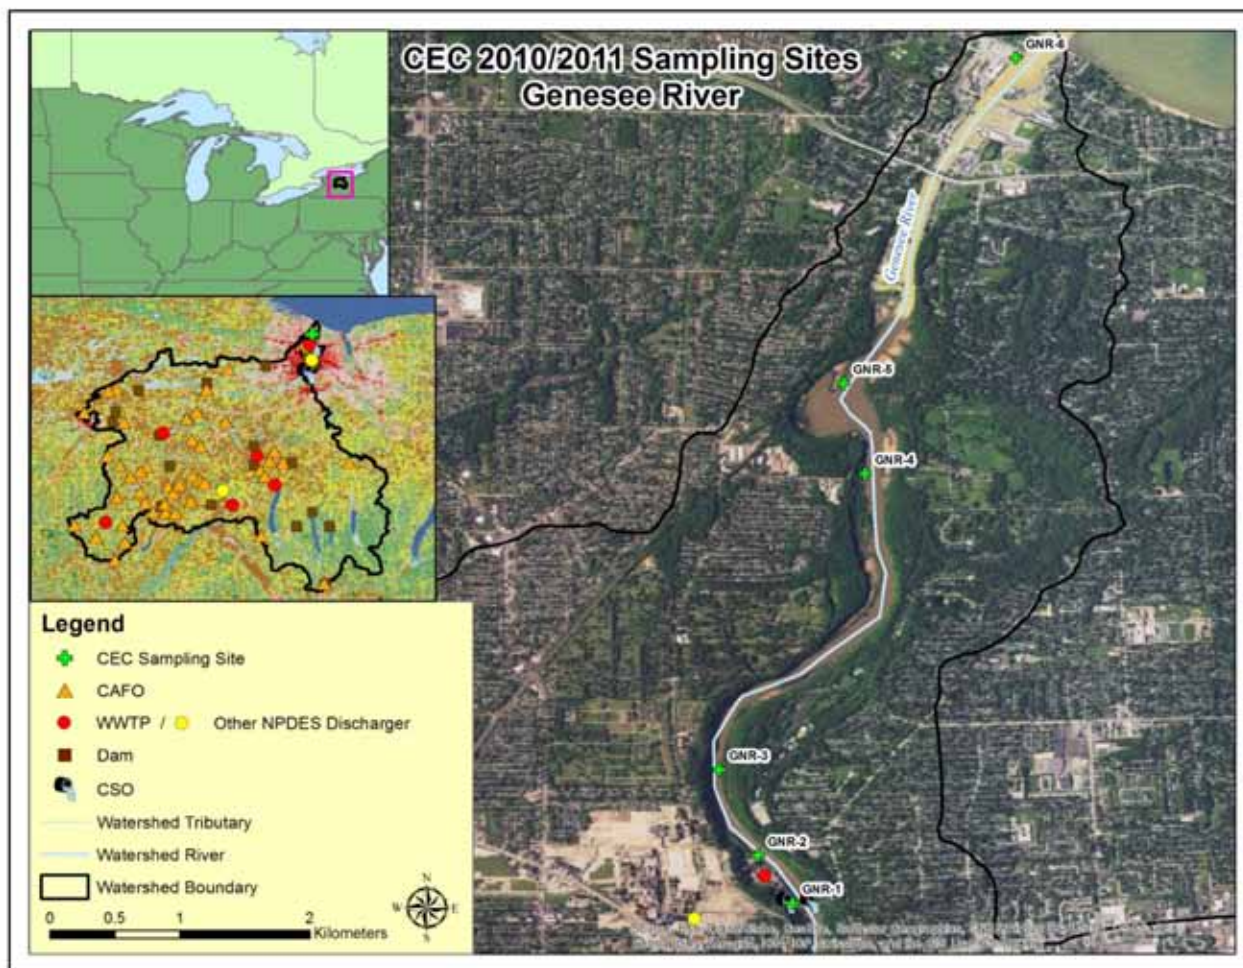 CEC 2010/2011 Sampling Sites
Genesee River
GNR-6
Genesee River
GNR-5
GNR-4
GNR-3
GNR-2
GNR-1
Legend
CEC Sampling Site
CAFO
WWTP / Other NPDES Discharger
Dam
CSO
Watershed Tributary
Watershed River
Watershed Boundary
0 0.5 1 2
Kilometers
N
W E
S